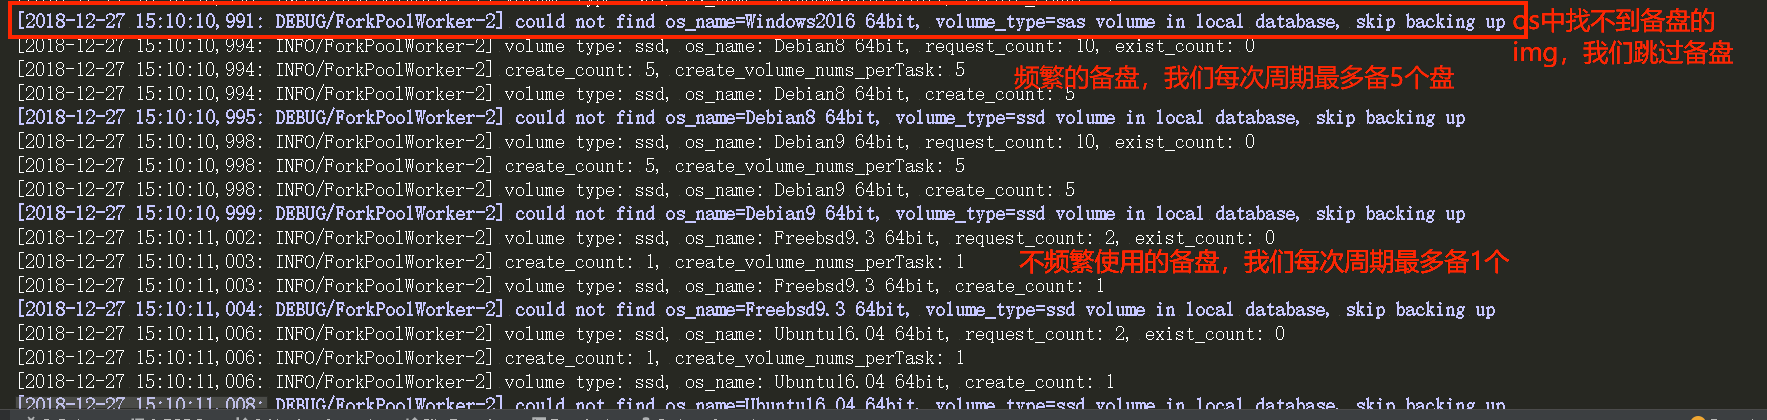 [2018-12-27 15:10:10,991: DEBUG/ForkPoolWorker-2] could not find os_name=Windows2016 64bit, volume_type=sas volume in local database, skip backing up
os中找不到备盘的
img，我们跳过备盘
[2018-12-27 15:10:10,994: INFO/ForkPoolWorker-2] volume type: ssd, os_name: Debian8 64bit, request_count: 10, exist_count: 0
[2018-12-27 15:10:10,994: INFO/ForkPoolWorker-2] create_count: 5, create_volume_nums_perTask: 5
频繁的备盘，我们每次周期最多备5个盘
[2018-12-27 15:10:10,994: INFO/ForkPoolWorker-2] volume type: ssd, os_name: Debian8 64bit, create_count: 5
[2018-12-27 15:10:10,995: DEBUG/ForkPoolWorker-2] could not find os_name=Debian8 64bit, volume_type=ssd volume in local database, skip backing up
[2018-12-27 15:10:10,998: INFO/ForkPoolWorker-2] volume type: ssd, os_name: Debian9 64bit, request_count: 10, exist_count: 0
[2018-12-27 15:10:10,998: INFO/ForkPoolWorker-2] create_count: 5, create_volume_nums_perTask: 5
[2018-12-27 15:10:10,998: INFO/ForkPoolWorker-2] volume type: ssd, os_name: Debian9 64bit, create_count: 5
[2018-12-27 15:10:10,999: DEBUG/ForkPoolWorker-2] could not find os_name=Debian9 64bit, volume_type=ssd volume in local database, skip backing up
[2018-12-27 15:10:11,002: INFO/ForkPoolWorker-2] volume type: ssd, os_name: Freebsd9.3 64bit, request_count: 2, exist_count: 0
[2018-12-27 15:10:11,003: INFO/ForkPoolWorker-2] create_count: 1, create_volume_nums_perTask: 1
不频繁使用的备盘，我们每次周期最多备1个
[2018-12-27 15:10:11,003: INFO/ForkPoolWorker-2] volume type: ssd, os_name: Freebsd9.3 64bit, create_count: 1
[2018-12-27 15:10:11,004: DEBUG/ForkPoolWorker-2] could not find os_name=Freebsd9.3 64bit, volume_type=ssd volume in local database, skip backing up
[2018-12-27 15:10:11,006: INFO/ForkPoolWorker-2] volume type: ssd, os_name: Ubuntu16.04 64bit, request_count: 2, exist_count: 0
[2018-12-27 15:10:11,006: INFO/ForkPoolWorker-2] create_count: 1, create_volume_nums_perTask: 1
[2018-12-27 15:10:11,006: INFO/ForkPoolWorker-2] volume type: ssd, os_name: Ubuntu16.04 64bit, create_count: 1
[2018-12-27 15:10:11,008: DEBUG/ForkPoolWorker-2] could not find os_name=Ubuntu16.04 64bit, volume_type=ssd volume in local database, skip backing up